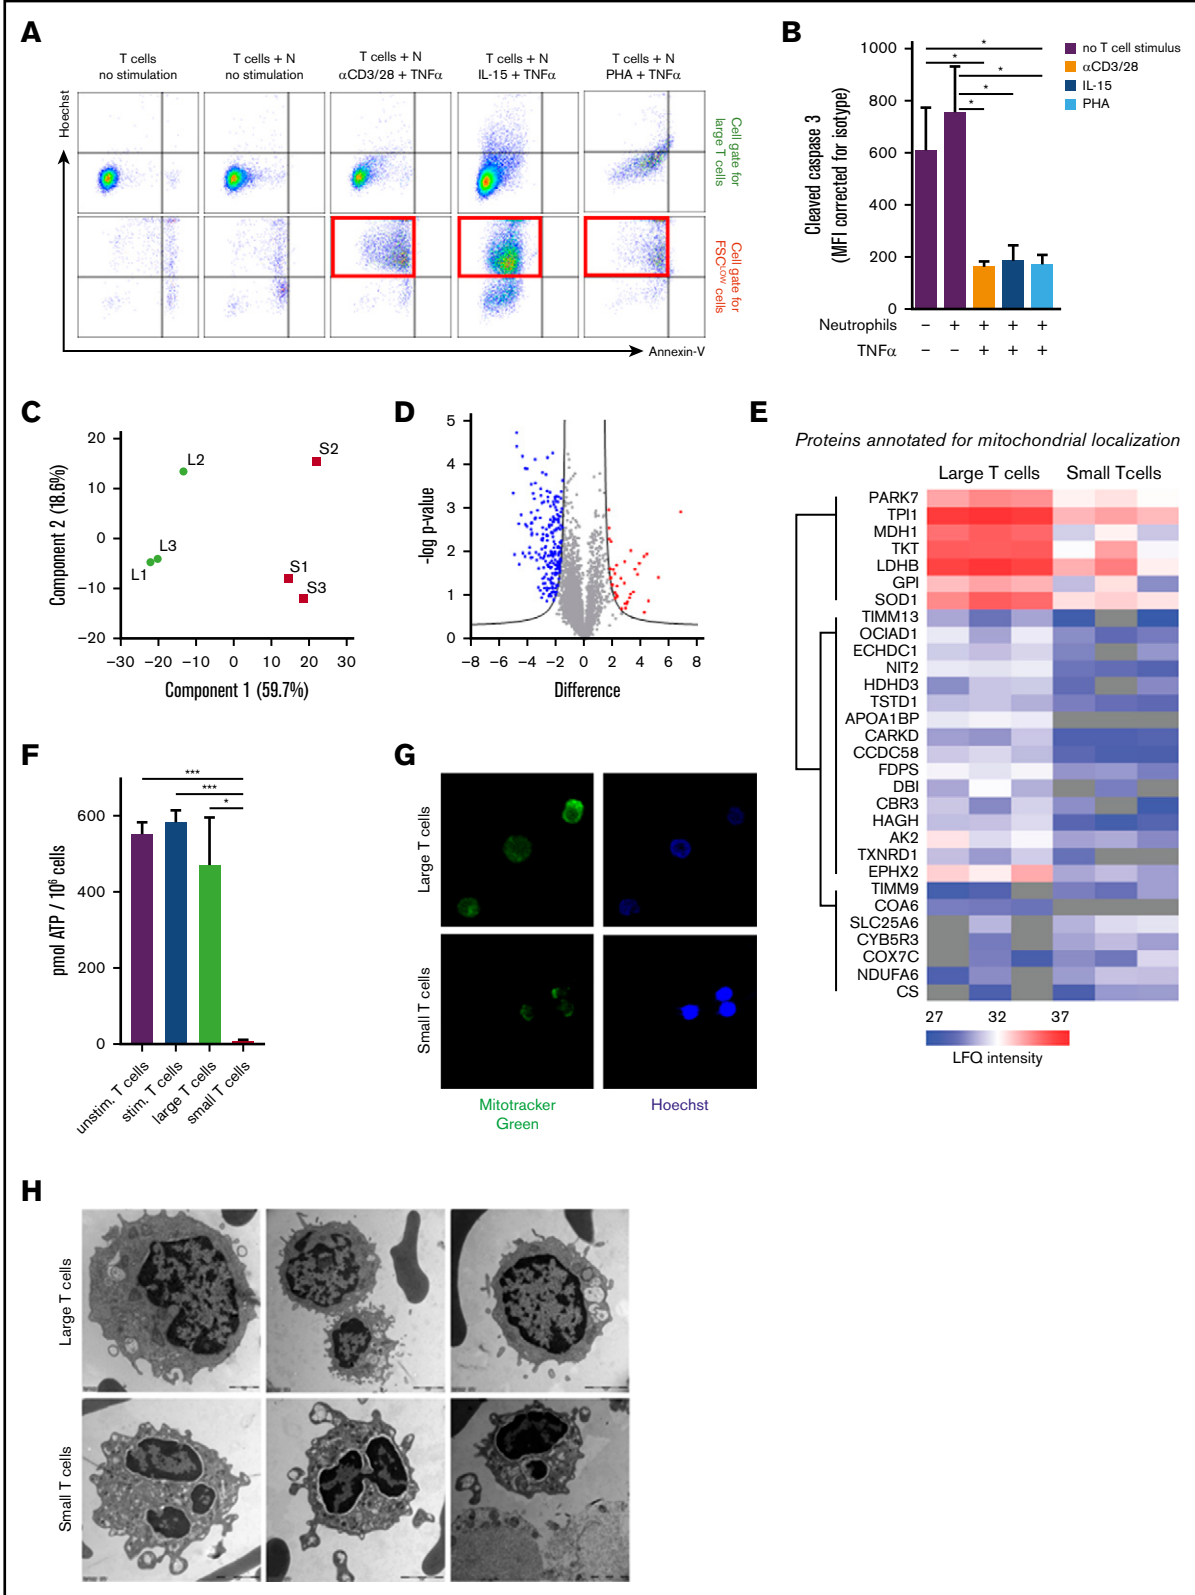 A
T cells
no stimulation
T cells + N
no stimulation
T cells + N
αCD3/28 + TNFα
T cells + N
IL-15 + TNFα
T cells + N
PHA + TNFα
Hoechst
Cell gate for
large T cells
Cell gate for
FSCLOW cells
Annexin-V
B
1000
800
600
400
200
0
Cleaved caspase 3
(MFI corrected for isotype)
* * * * *
no T cell stimulus
αCD3/28
IL-15
PHA
Neutrophils − + + + +
TNFα − − + + +
C
20
10
0
−10
−20
−30 −20 −10 0 10 20 30
Component 2 (18.6%)
Component 1 (59.7%)
L2
L3
L1
S2
S1
S3
D
5
4
3
2
1
0
−8 −6 −4 −2 0 2 4 6 8
-log p-value
Difference
E
Proteins annotated for mitochondrial localization
Large T cells Small Tcells
PARK7
TPI1
MDH1
TKT
LDHB
GPI
SOD1
TIMM13
OCIAD1
ECHDC1
NIT2
HDHD3
TSTD1
APOA1BP
CARKD
CCDC58
FDPS
DBI
CBR3
HAGH
AK2
TXNRD1
EPHX2
TIMM9
COA6
SLC25A6
CYB5R3
COX7C
NDUFA6
CS
27 32 37
LFQ intensity
F
***
***
*
600
400
200
0
pmol ATP / 10⁶ cells
unstim. T cells
stim. T cells
large T cells
small T cells
G
Large T cells
Small T cells
Mitotracker
Green
Hoechst
H
Large T cells
Small T cells